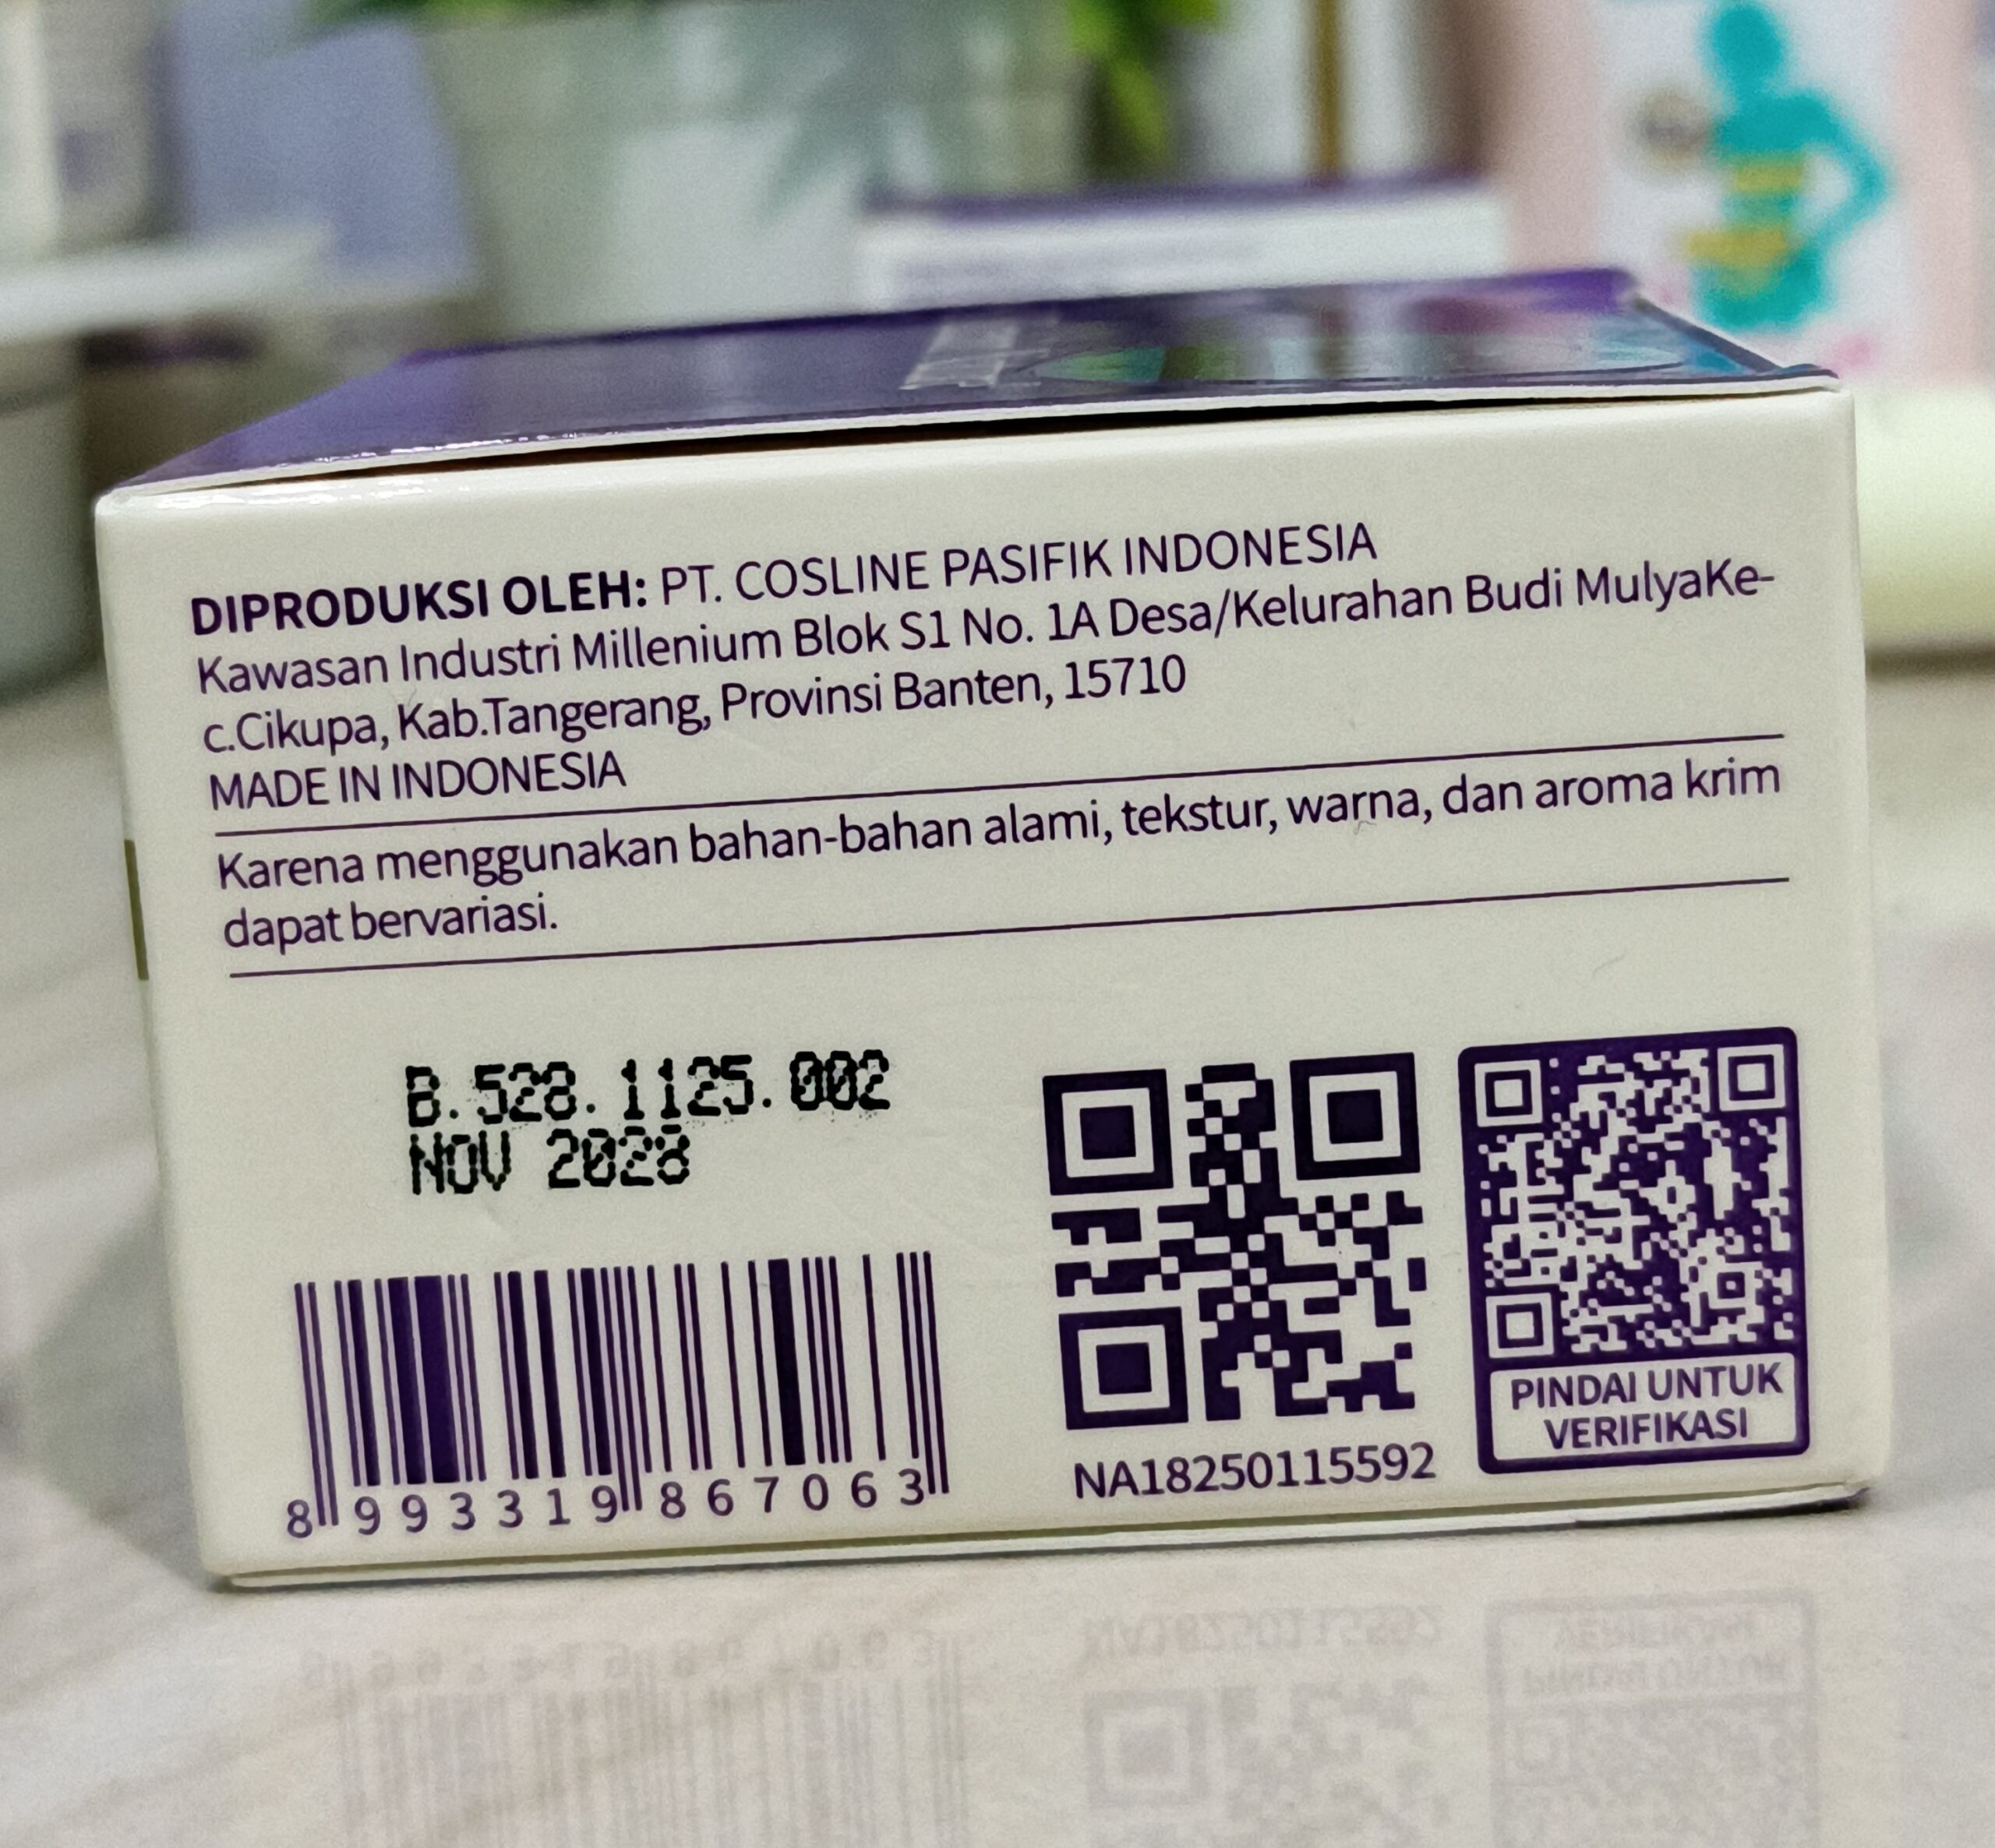 DIPRODUKSI OLEH: PT. COSLINE PASIFIK INDONESIA
Kawasan Industri Millenium Blok S1 No. 1A Desa/Kelurahan Budi MulyaKe-
c.Cikupa, Kab.Tangerang, Provinsi Banten, 15710
MADE IN INDONESIA
Karena menggunakan bahan-bahan alami, tekstur, warna, dan aroma krim
dapat bervariasi.
B.528.1125.002
NOV 2028
8 993319 867063
NA18250115592
PINDAI UNTUK
VERIFIKASI